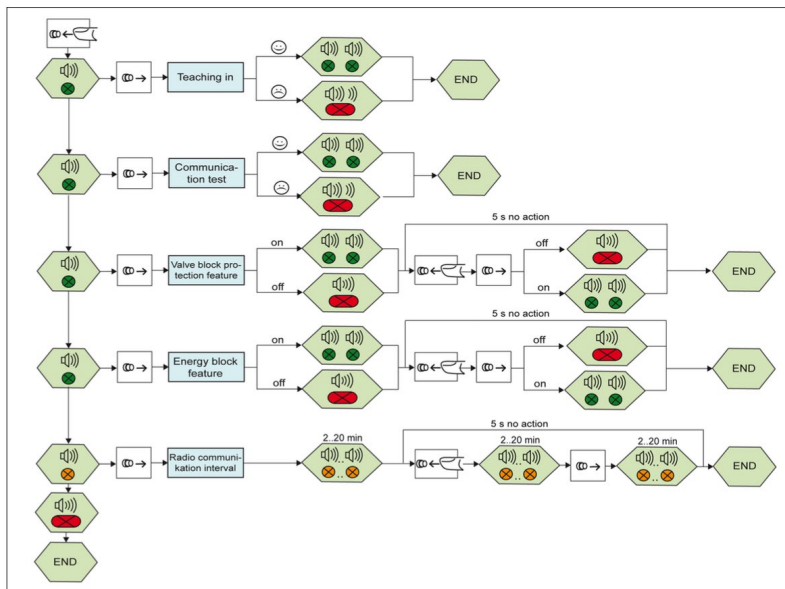 Teaching in
END
Communica-
tion test
END
5 s no action
on
off
Valve block pro-
tection feature
off
on
END
5 s no action
on
off
Energy block
feature
off
on
END
5 s no action
2..20 min
2..20 min
2..20 min
Radio communi-
kation interval
..
..
..
..
..
..
END
END